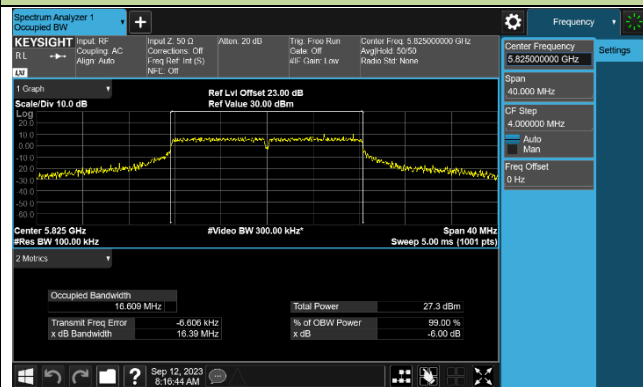 Spectrum Analyzer 1
Occupied BW
Frequency
KEYSIGHT
RL
LXI
Input: RF
Coupling: AC
Align: Auto
Input Z: 50 Ω
Corrections: Off
Freq Ref: Int (S)
NFE: Off
Atten: 20 dB
Trig: Free Run
Gate: Off
#IF Gain: Low
Center Freq: 5.825000000 GHz
Avg|Hold: 50/50
Radio Std: None
Center Frequency
5.825000000 GHz
Settings
Span
40.000 MHz
CF Step
4.000000 MHz
Auto
Man
Freq Offset
0 Hz
1 Graph
Scale/Div 10.0 dB
Ref Lvl Offset 23.00 dB
Ref Value 30.00 dBm
Log
20.0
10.0
0.00
-10.0
-20.0
-30.0
-40.0
-50.0
-60.0
Center 5.825 GHz
#Video BW 300.00 kHz*
Span 40 MHz
#Res BW 100.00 kHz
Sweep 5.00 ms (1001 pts)
2 Metrics
Occupied Bandwidth
16.609 MHz
Total Power 27.3 dBm
Transmit Freq Error -6.606 kHz
% of OBW Power 99.00 %
x dB Bandwidth 16.39 MHz
x dB -6.00 dB
Sep 12, 2023
8:16:44 AM